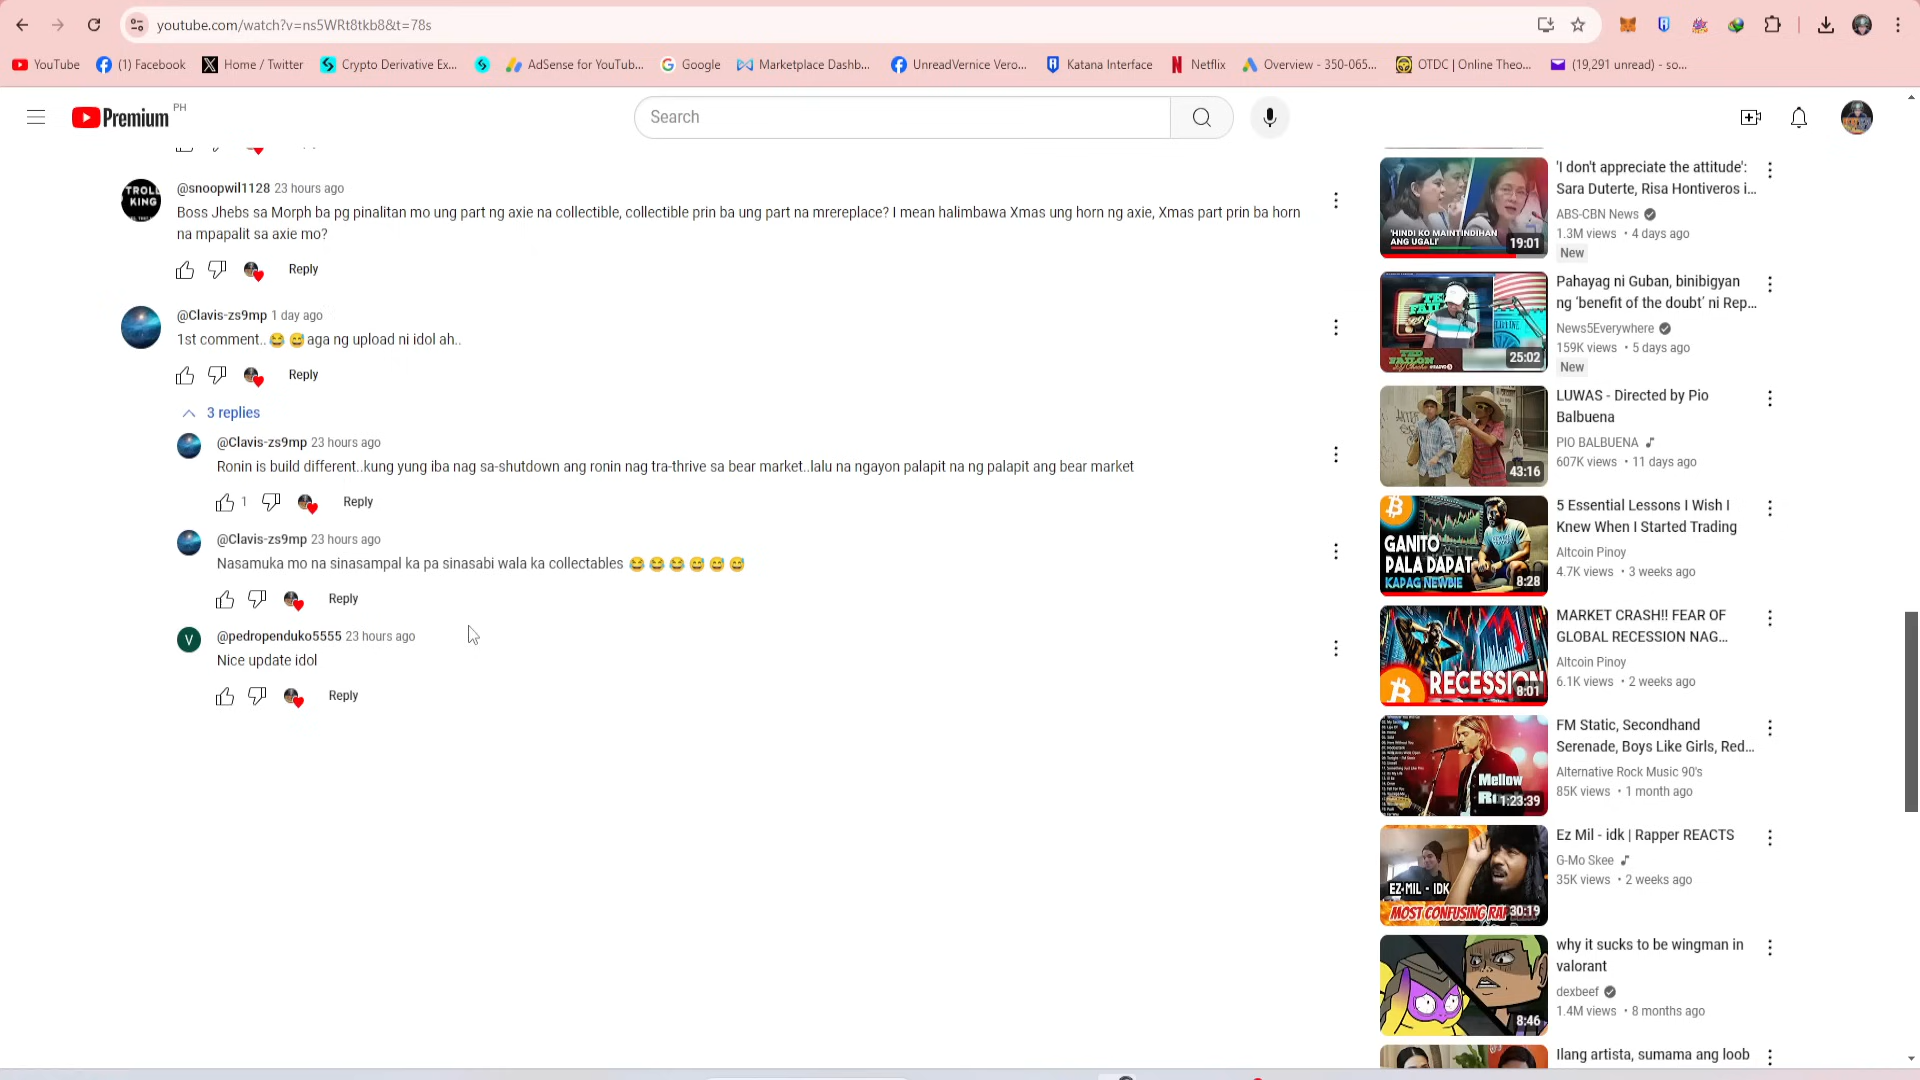 youtube.com/watch?v=ns5WRt8tkb8&t=78s
YouTube
(1) Facebook
Home / Twitter
Crypto Derivative Ex...
AdSense for YouTub...
Google
Marketplace Dashb...
UnreadVernice Vero...
Katana Interface
Netflix
Overview - 350-065...
OTDC | Online Theo...
(19,291 unread) - so...
Premium
PH
Search
@snoopwil1128 23 hours ago
Boss Jhebs sa Morph ba pg pinalitan mo ung part ng axie na collectible, collectible prin ba ung part na mrereplace? I mean halimbawa Xmas ung horn ng axie, Xmas part prin ba horn
na mpapalit sa axie mo?
Reply
@Clavis-zs9mp 1 day ago
1st comment..😂 😅aga ng upload ni idol ah..
Reply
3 replies
@Clavis-zs9mp 23 hours ago
Ronin is build different..kung yung iba nag sa-shutdown ang ronin nag tra-thrive sa bear market..lalu na ngayon palapit na ng palapit ang bear market
1
Reply
@Clavis-zs9mp 23 hours ago
Nasamuka mo na sinasampal ka pa sinasabi wala ka collectables 😂 😂 😂 😅 😅 😅
Reply
V
@pedropenduko5555 23 hours ago
Nice update idol
Reply
TROLL
KING
'HINDI KO MAINTINDIHAN
ANG UGALI'
19:01
'I don't appreciate the attitude':
Sara Duterte, Risa Hontiveros i...
ABS-CBN News
1.3M views • 4 days ago
New
25:02
Pahayag ni Guban, binibigyan
ng 'benefit of the doubt' ni Rep...
News5Everywhere
159K views • 5 days ago
New
43:16
LUWAS - Directed by Pio
Balbuena
PIO BALBUENA
607K views • 11 days ago
GANITO
PALA DAPAT
KAPAG NEWBIE
8:28
5 Essential Lessons I Wish I
Knew When I Started Trading
Altcoin Pinoy
4.7K views • 3 weeks ago
RECESSION
8:01
MARKET CRASH!! FEAR OF
GLOBAL RECESSION NAG...
Altcoin Pinoy
6.1K views • 2 weeks ago
Mellow
1:23:39
FM Static, Secondhand
Serenade, Boys Like Girls, Red...
Alternative Rock Music 90's
85K views • 1 month ago
EZ MIL - IDK
MOST CONFUSING RAP
30:19
Ez Mil - idk | Rapper REACTS
G-Mo Skee
35K views • 2 weeks ago
8:46
why it sucks to be wingman in
valorant
dexbeef
1.4M views • 8 months ago
Ilang artista, sumama ang loob